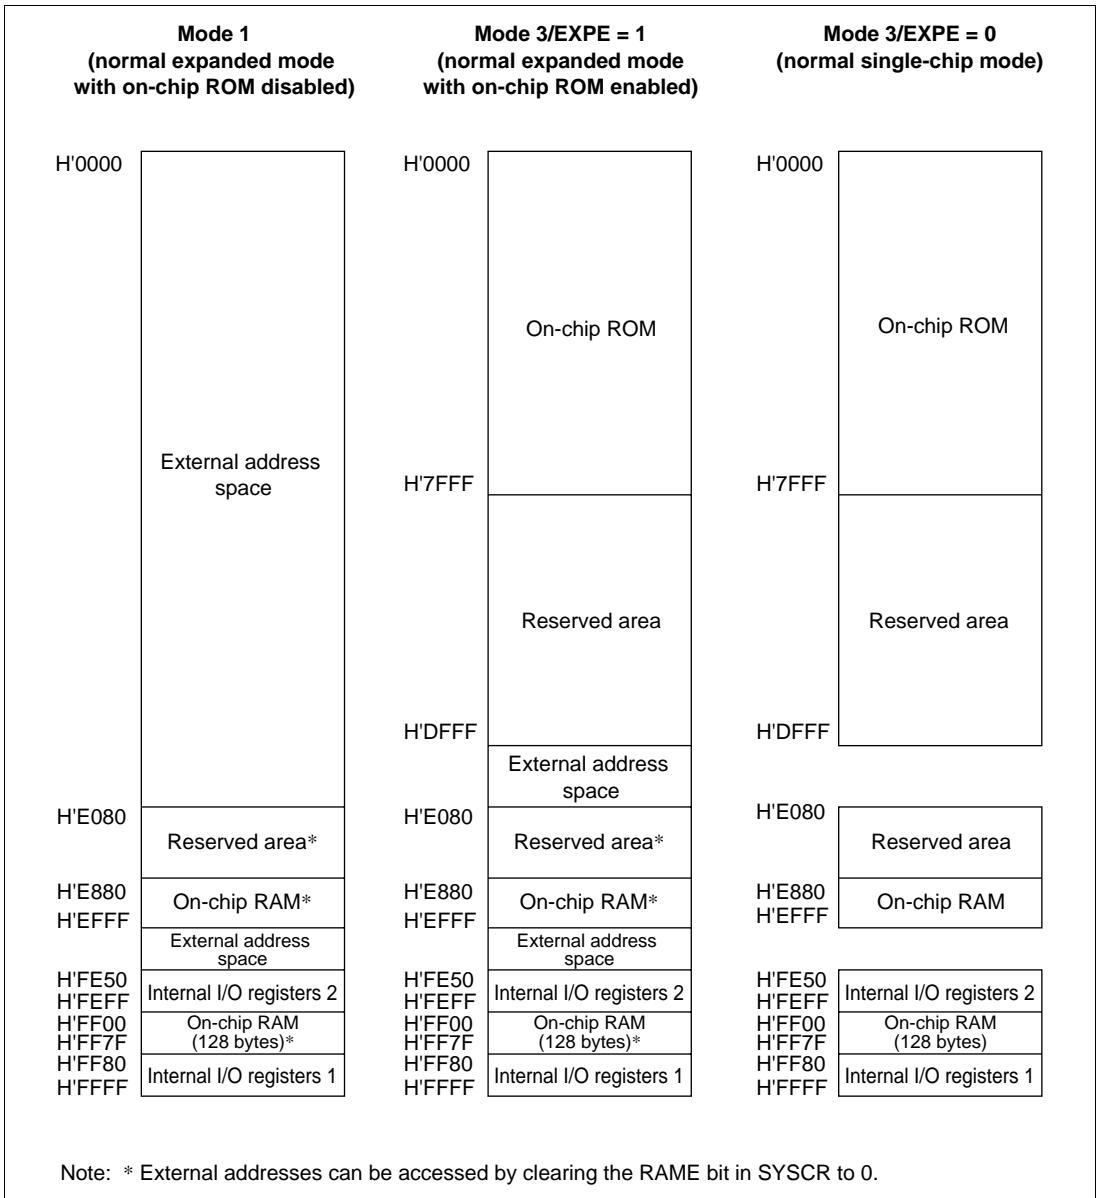 Mode 1
(normal expanded mode
with on-chip ROM disabled)
H'0000
External address
space
H'E080
Reserved area*
H'E880
On-chip RAM*
H'EFFF
External address
space
H'FE50
Internal I/O registers 2
H'FEFF
H'FF00
On-chip RAM
(128 bytes)*
H'FF7F
H'FF80
Internal I/O registers 1
H'FFFF
Mode 3/EXPE = 1
(normal expanded mode
with on-chip ROM enabled)
H'0000
On-chip ROM
H'7FFF
Reserved area
H'DFFF
External address
space
H'E080
Reserved area*
H'E880
On-chip RAM*
H'EFFF
External address
space
H'FE50
Internal I/O registers 2
H'FEFF
H'FF00
On-chip RAM
(128 bytes)*
H'FF7F
H'FF80
Internal I/O registers 1
H'FFFF
Mode 3/EXPE = 0
(normal single-chip mode)
H'0000
On-chip ROM
H'7FFF
Reserved area
H'DFFF
H'E080
Reserved area
H'E880
On-chip RAM
H'EFFF
H'FE50
Internal I/O registers 2
H'FEFF
H'FF00
On-chip RAM
(128 bytes)
H'FF7F
H'FF80
Internal I/O registers 1
H'FFFF
Note: * External addresses can be accessed by clearing the RAME bit in SYSCR to 0.